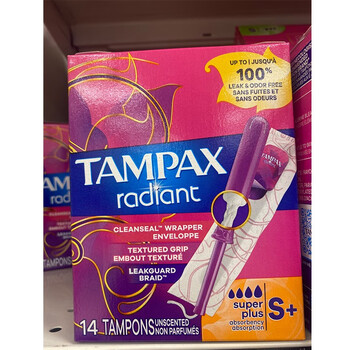 UP TO | JUSQU'À
100%
LEAK & ODOR FREE
SANS FUITES ET
SANS ODEURS
TAMPAX
radiant
CLEANSEAL™ WRAPPER
ENVELOPPE
TEXTURED GRIP
EMBOUT TEXTURÉ
LEAKGUARD
BRAID™
super
plus
absorbency
absorption
S+
14 TAMPONS
UNSCENTED
NON PARFUMÉS